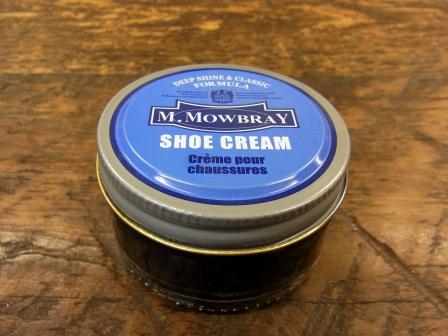 DEEP SHINE & CLASSIC
FORMULA
M.MOWBRAY
SHOE CREAM
Crème pour
chaussures